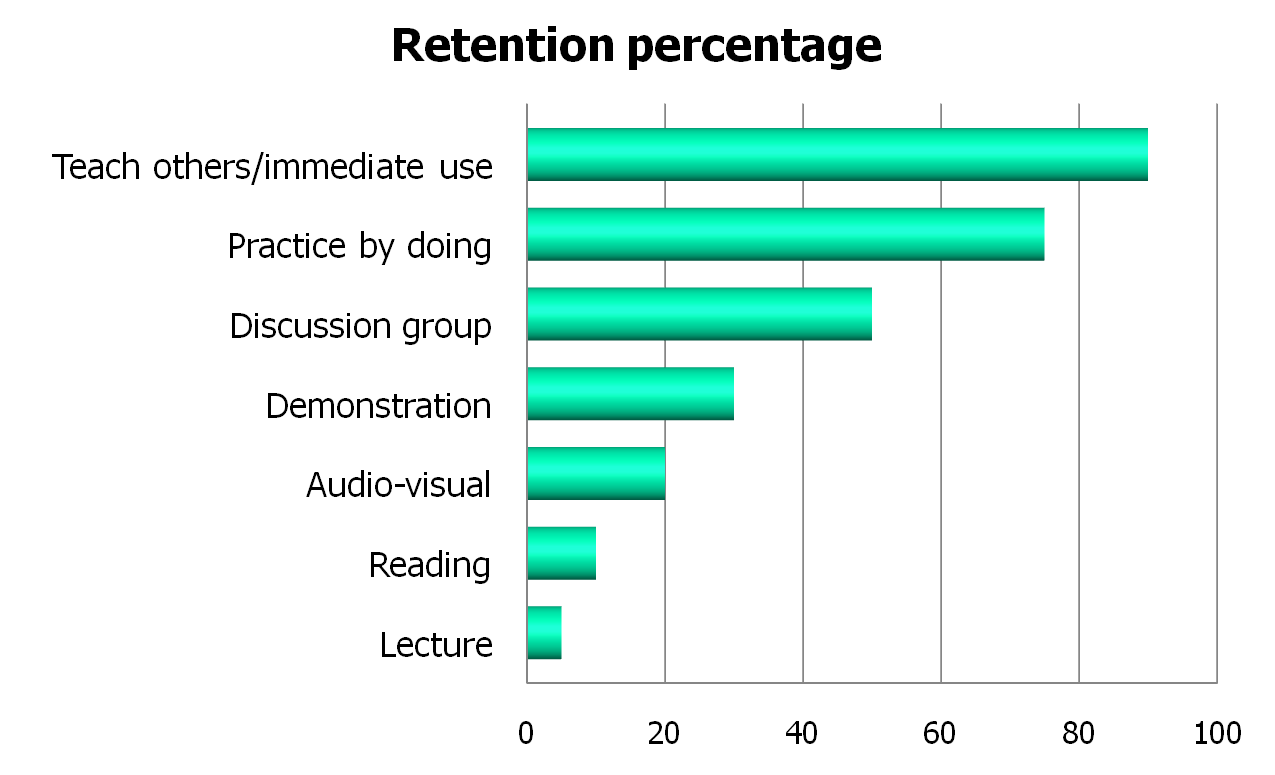 Retention percentage
Teach others/immediate use
Practice by doing
Discussion group
Demonstration
Audio-visual
Reading
Lecture
0 20 40 60 80 100